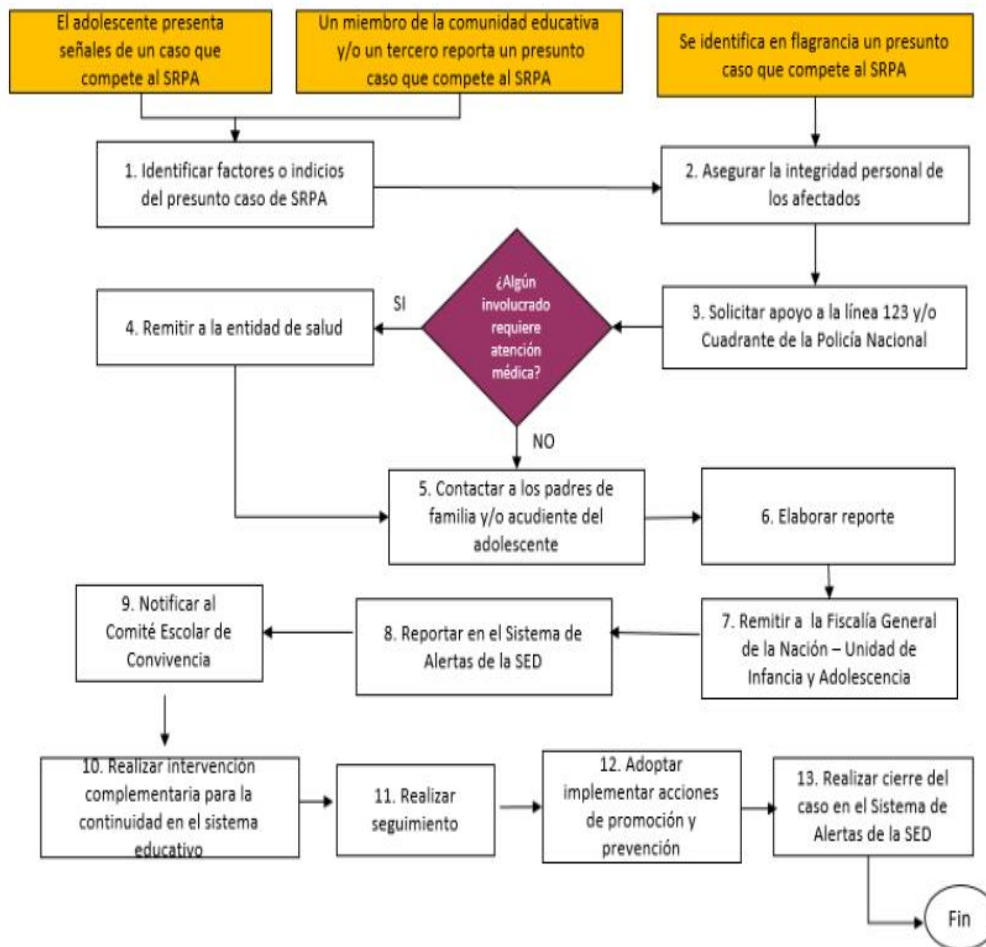 El adolescente presenta
señales de un caso que
compete al SRPA
Un miembro de la comunidad educativa
y/o un tercero reporta un presunto
caso que compete al SRPA
Se identifica en flagrancia un presunto
caso que compete al SRPA
1. Identificar factores o indicios
del presunto caso de SRPA
2. Asegurar la integridad personal de
los afectados
3. Solicitar apoyo a la línea 123 y/o
Cuadrante de la Policía Nacional
¿Algún
involucrado
requiere
atención
médica?
SI
4. Remitir a la entidad de salud
NO
5. Contactar a los padres de
familia y/o acudiente del
adolescente
6. Elaborar reporte
7. Remitir a la Fiscalía General
de la Nación – Unidad de
Infancia y Adolescencia
8. Reportar en el Sistema de
Alertas de la SED
9. Notificar al
Comité Escolar de
Convivencia
10. Realizar intervención
complementaria para la
continuidad en el sistema
educativo
11. Realizar
seguimiento
12. Adoptar
implementar acciones
de promoción y
prevención
13. Realizar cierre del
caso en el Sistema de
Alertas de la SED
Fin